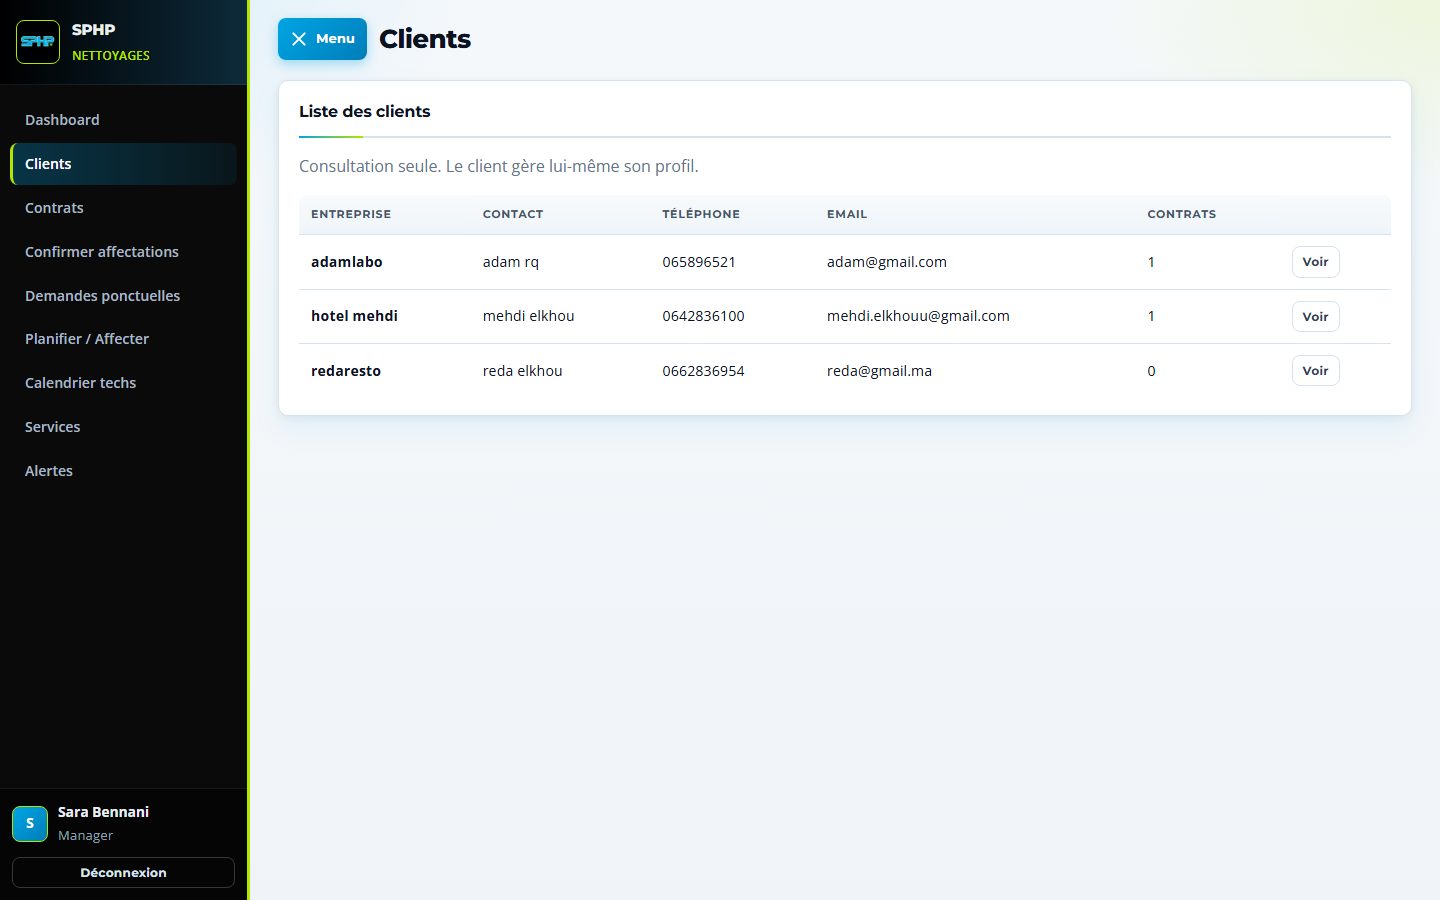 SPHP
SPHP
NETTOYAGES
Dashboard
Clients
Contrats
Confirmer affectations
Demandes ponctuelles
Planifier / Affecter
Calendrier techs
Services
Alertes
S
Sara Bennani
Manager
Déconnexion
Menu
Clients
Liste des clients
Consultation seule. Le client gère lui-même son profil.
ENTREPRISE CONTACT TÉLÉPHONE EMAIL CONTRATS
adamlabo adam rq 065896521 adam@gmail.com 1 Voir
hotel mehdi mehdi elkhou 0642836100 mehdi.elkhouu@gmail.com 1 Voir
redaresto reda elkhou 0662836954 reda@gmail.ma 0 Voir